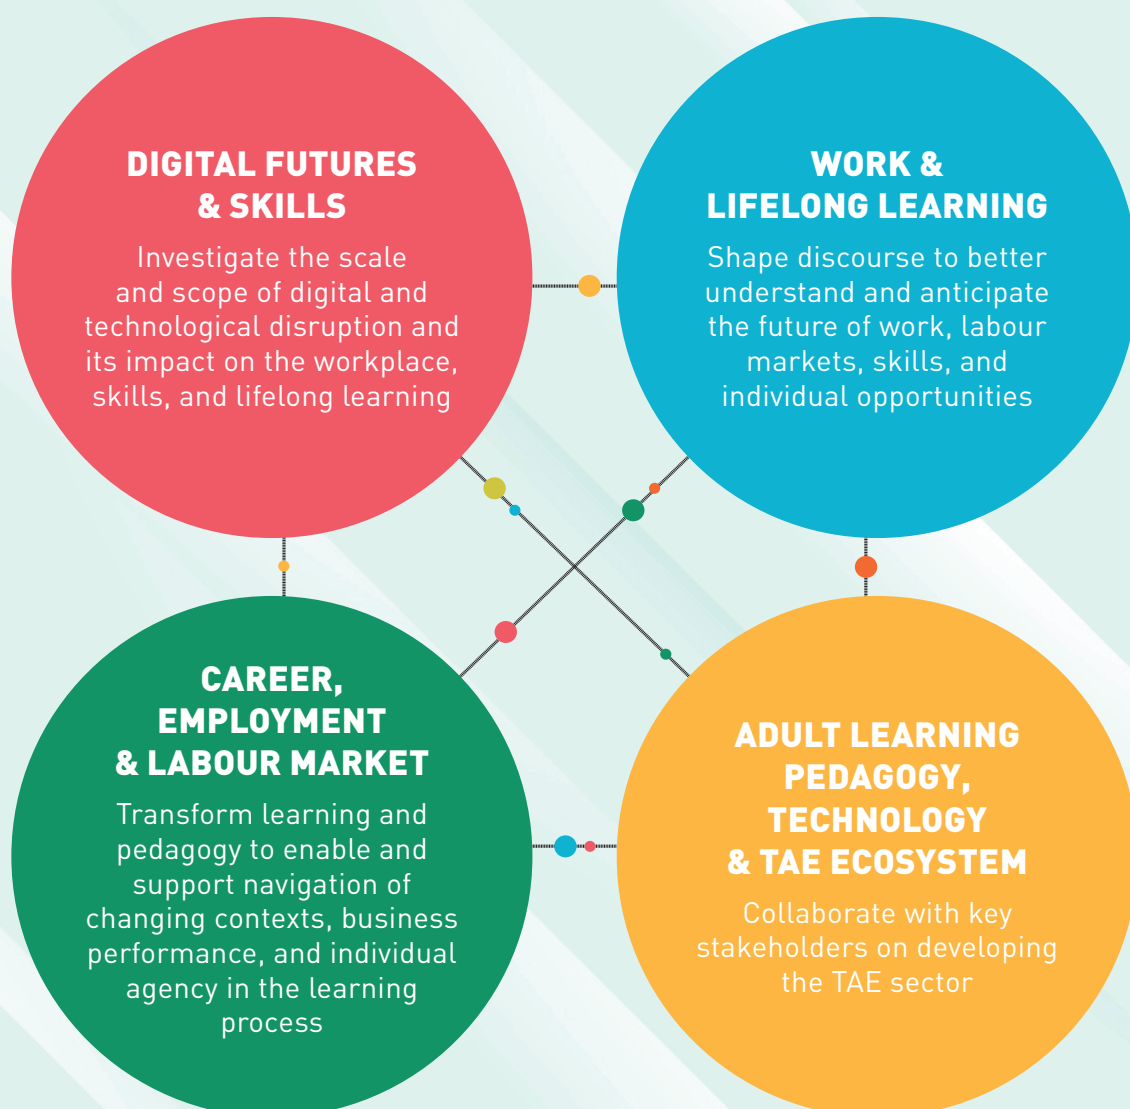 DIGITAL FUTURES
& SKILLS
Investigate the scale
and scope of digital and
technological disruption and
its impact on the workplace,
skills, and lifelong learning
WORK &
LIFELONG LEARNING
Shape discourse to better
understand and anticipate
the future of work, labour
markets, skills, and
individual opportunities
CAREER,
EMPLOYMENT
& LABOUR MARKET
Transform learning and
pedagogy to enable and
support navigation of
changing contexts, business
performance, and individual
agency in the learning
process
ADULT LEARNING
PEDAGOGY,
TECHNOLOGY
& TAE ECOSYSTEM
Collaborate with key
stakeholders on developing
the TAE sector